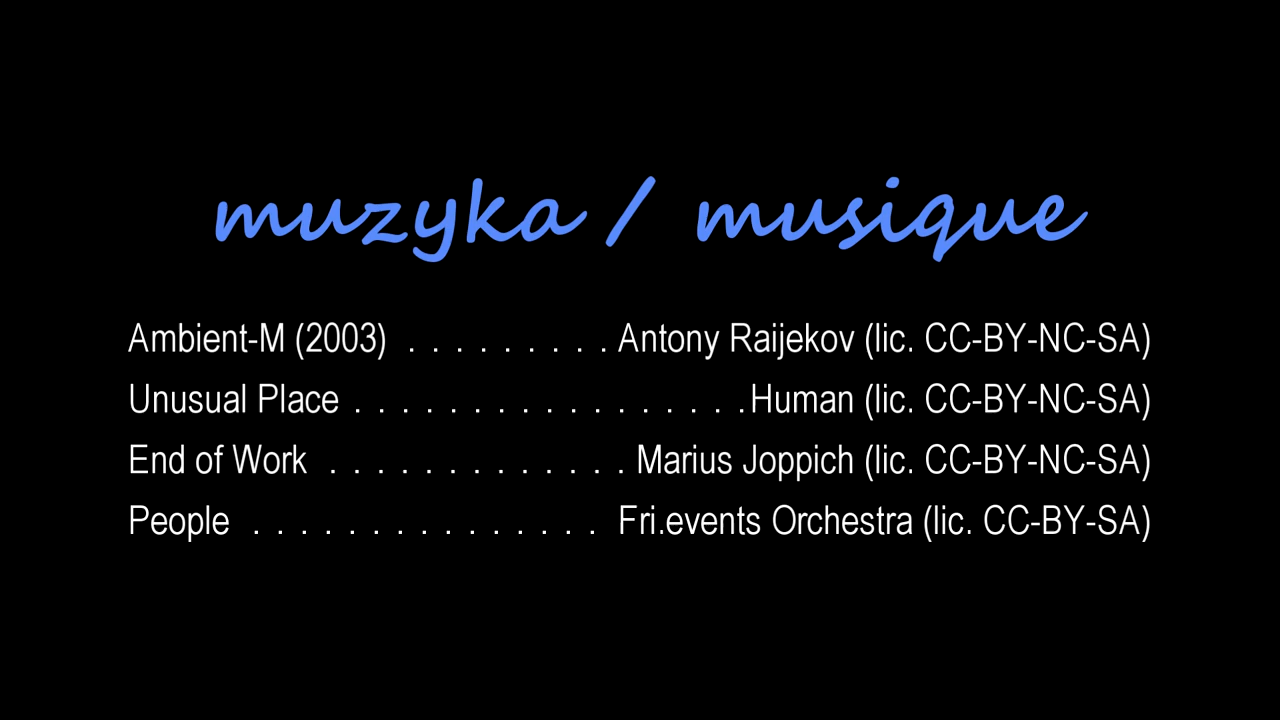 muzyka / musique
Ambient-M (2003) . . . . . . . . . Antony Raijekov (lic. CC-BY-NC-SA)
Unusual Place . . . . . . . . . . . . . . . . . Human (lic. CC-BY-NC-SA)
End of Work . . . . . . . . . . . . . Marius Joppich (lic. CC-BY-NC-SA)
People . . . . . . . . . . . . . . . Fri.events Orchestra (lic. CC-BY-SA)